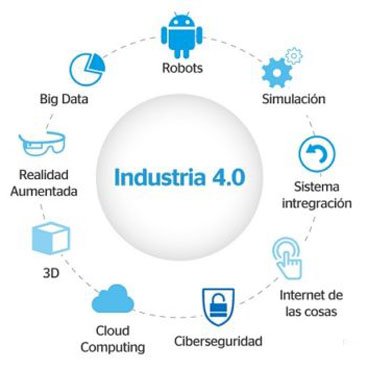 Robots
Simulación
Sistema
intregración
Internet de
las cosas
Ciberseguridad
Cloud
Computing
3D
Realidad
Aumentada
Big Data
Industria 4.0